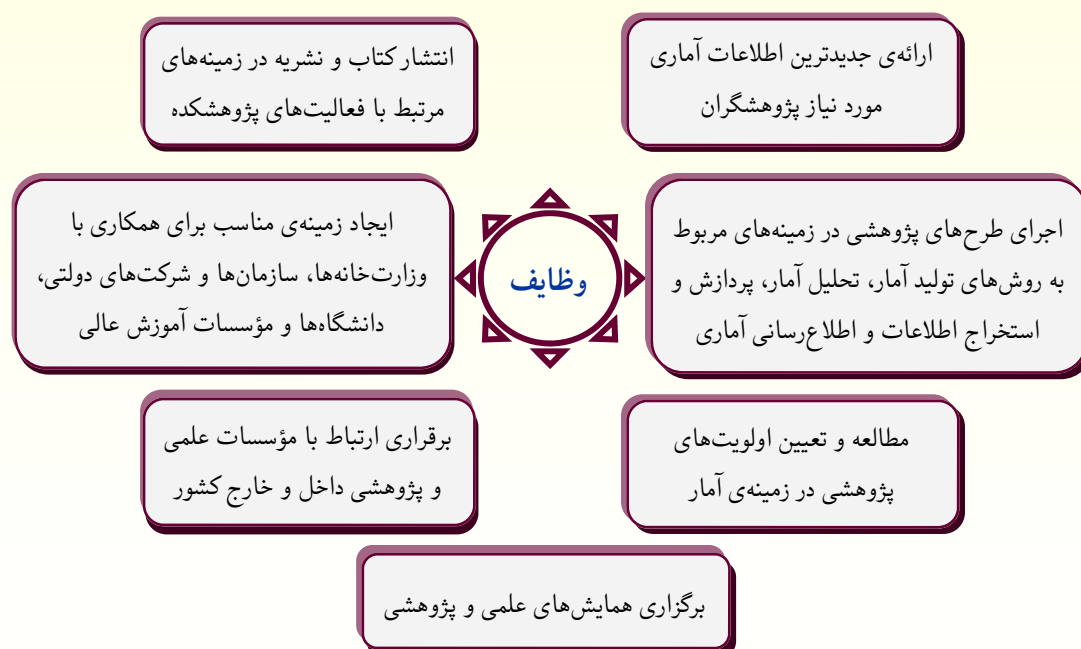 ارائه‌ی جدیدترین اطلاعات آماری
مورد نیاز پژوهشگران
انتشار کتاب و نشریه در زمینه‌های
مرتبط با فعالیت‌های پژوهشکده
اجرای طرح‌های پژوهشی در زمینه‌های مربوط
به روش‌های تولید آمار، تحلیل آمار، پردازش و
استخراج اطلاعات و اطلاع‌رسانی آماری
وظایف
ایجاد زمینه‌ی مناسب برای همکاری با
وزارت‌خانه‌ها، سازمان‌ها و شرکت‌های دولتی،
دانشگاه‌ها و مؤسسات آموزش عالی
مطالعه و تعیین اولویت‌های
پژوهشی در زمینه‌ی آمار
برقراری ارتباط با مؤسسات علمی
و پژوهشی داخل و خارج کشور
برگزاری همایش‌های علمی و پژوهشی